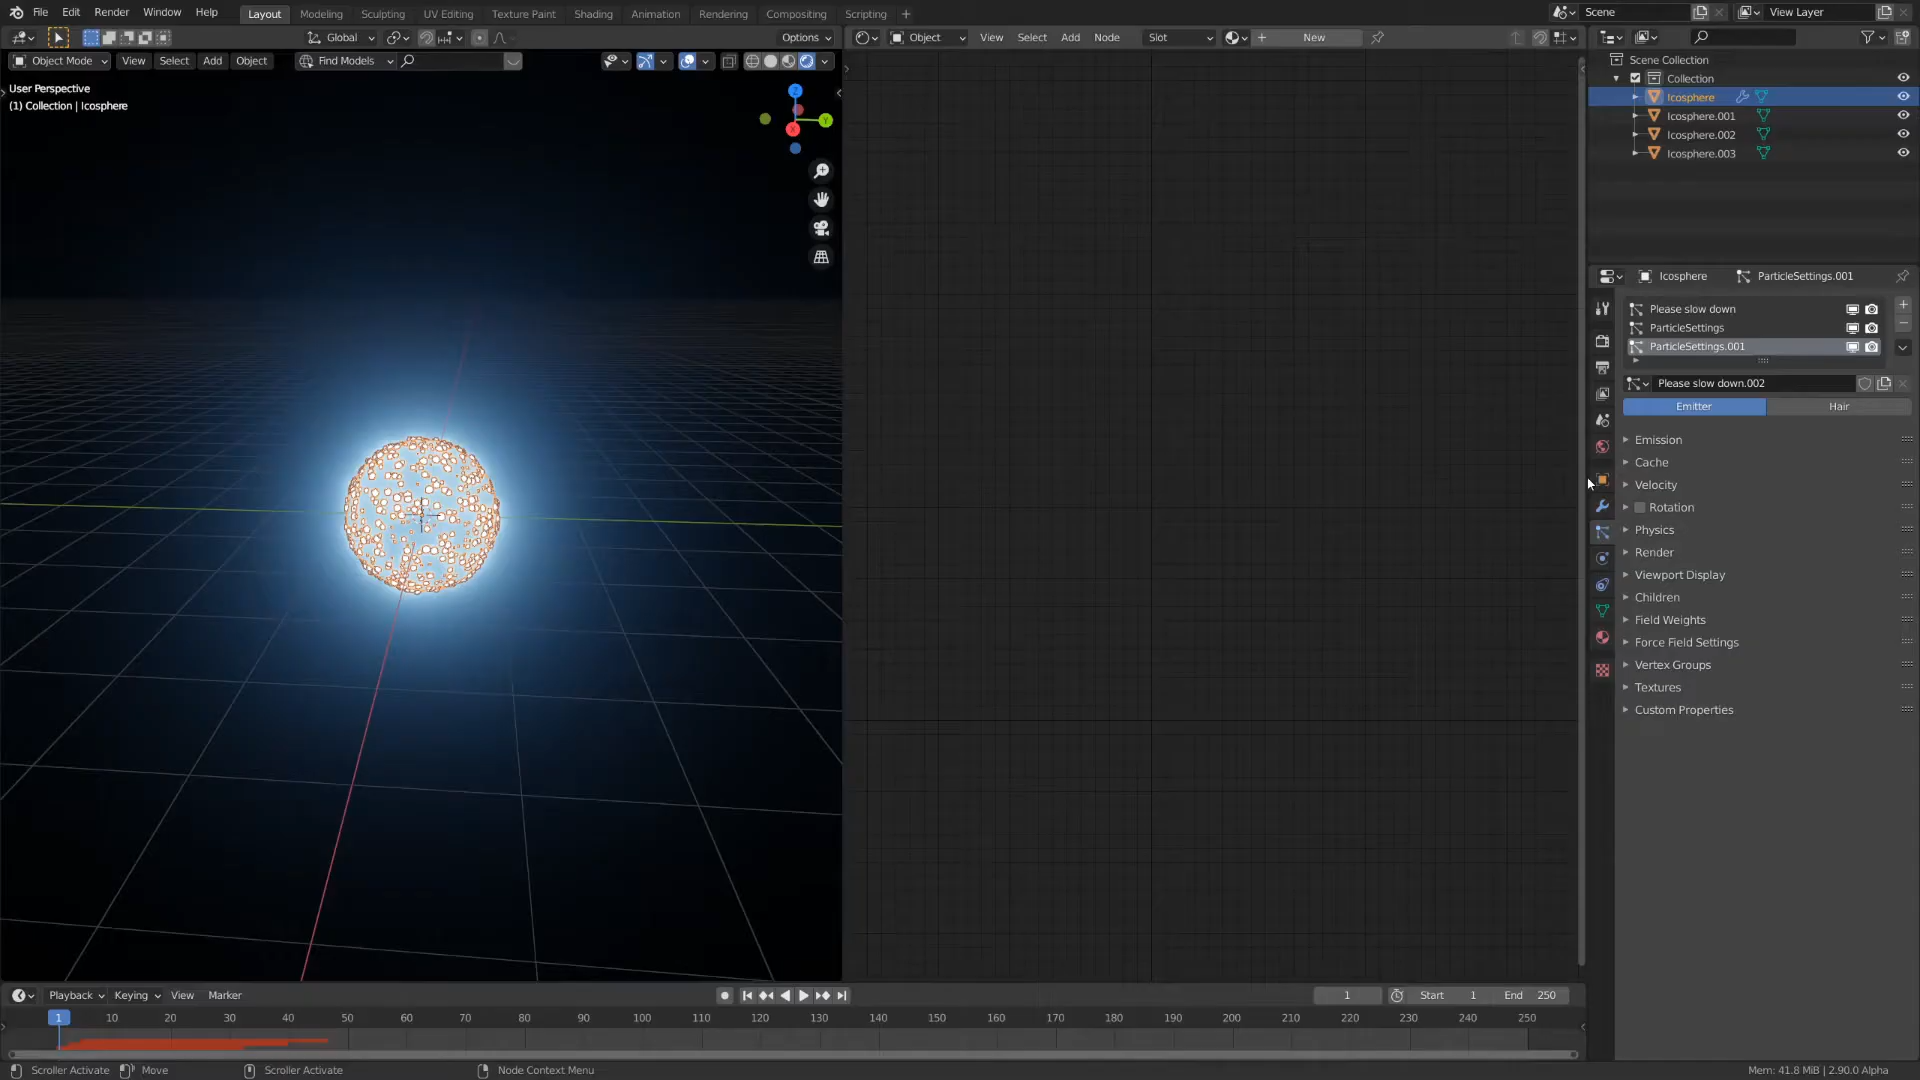 File Edit Render Window Help Layout Modeling Sculpting UV Editing Texture Paint Shading Animation Rendering Compositing Scripting + Scene View Layer
Global Options Object View Select Add Node Slot New
Object Mode View Select Add Object Find Models
User Perspective
(1) Collection | Icosphere
Z
Y
X
Scene Collection
Collection
Icosphere
Icosphere.001
Icosphere.002
Icosphere.003
Icosphere ParticleSettings.001
Please slow down
ParticleSettings
ParticleSettings.001
Please slow down.002
Emitter Hair
Emission
Cache
Velocity
Rotation
Physics
Render
Viewport Display
Children
Field Weights
Force Field Settings
Vertex Groups
Textures
Custom Properties
Playback Keying View Marker 1 Start 1 End 250
1 10 20 30 40 50 60 70 80 90 100 110 120 130 140 150 160 170 180 190 200 210 220 230 240 250
Scroller Activate Move Scroller Activate Node Context Menu Mem: 41.8 MiB | 2.90.0 Alpha